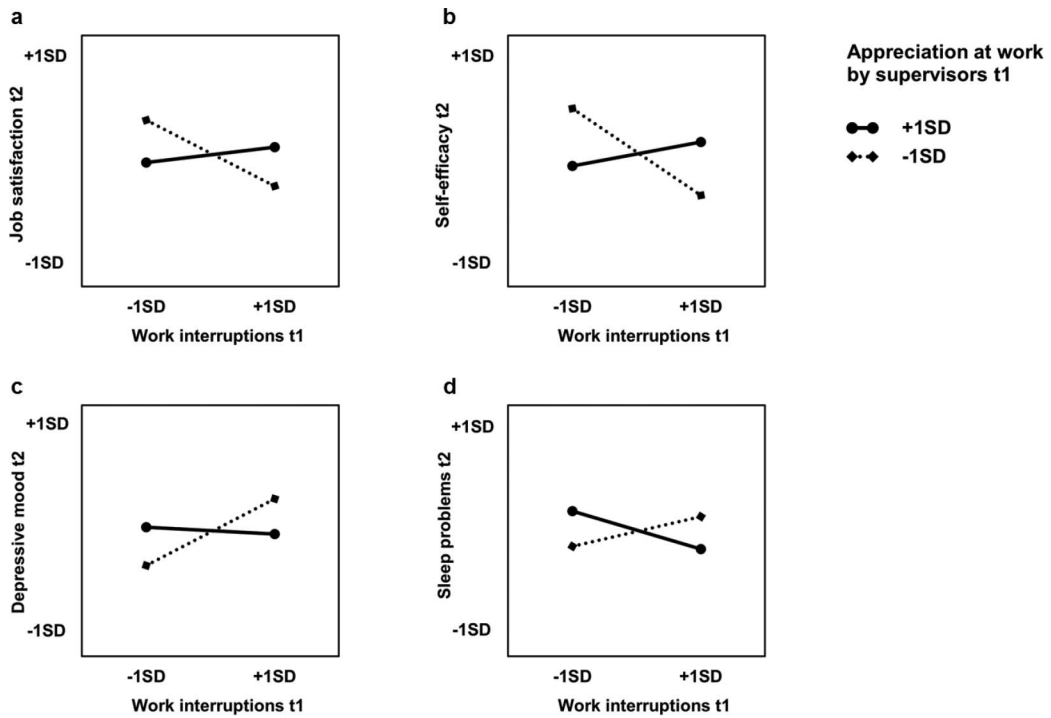 a
+1SD
Job satisfaction t2
-1SD
-1SD +1SD
Work interruptions t1
b
+1SD
Self-efficacy t2
-1SD
-1SD +1SD
Work interruptions t1
Appreciation at work
by supervisors t1
+1SD
-1SD
c
+1SD
Depressive mood t2
-1SD
-1SD +1SD
Work interruptions t1
d
+1SD
Sleep problems t2
-1SD
-1SD +1SD
Work interruptions t1